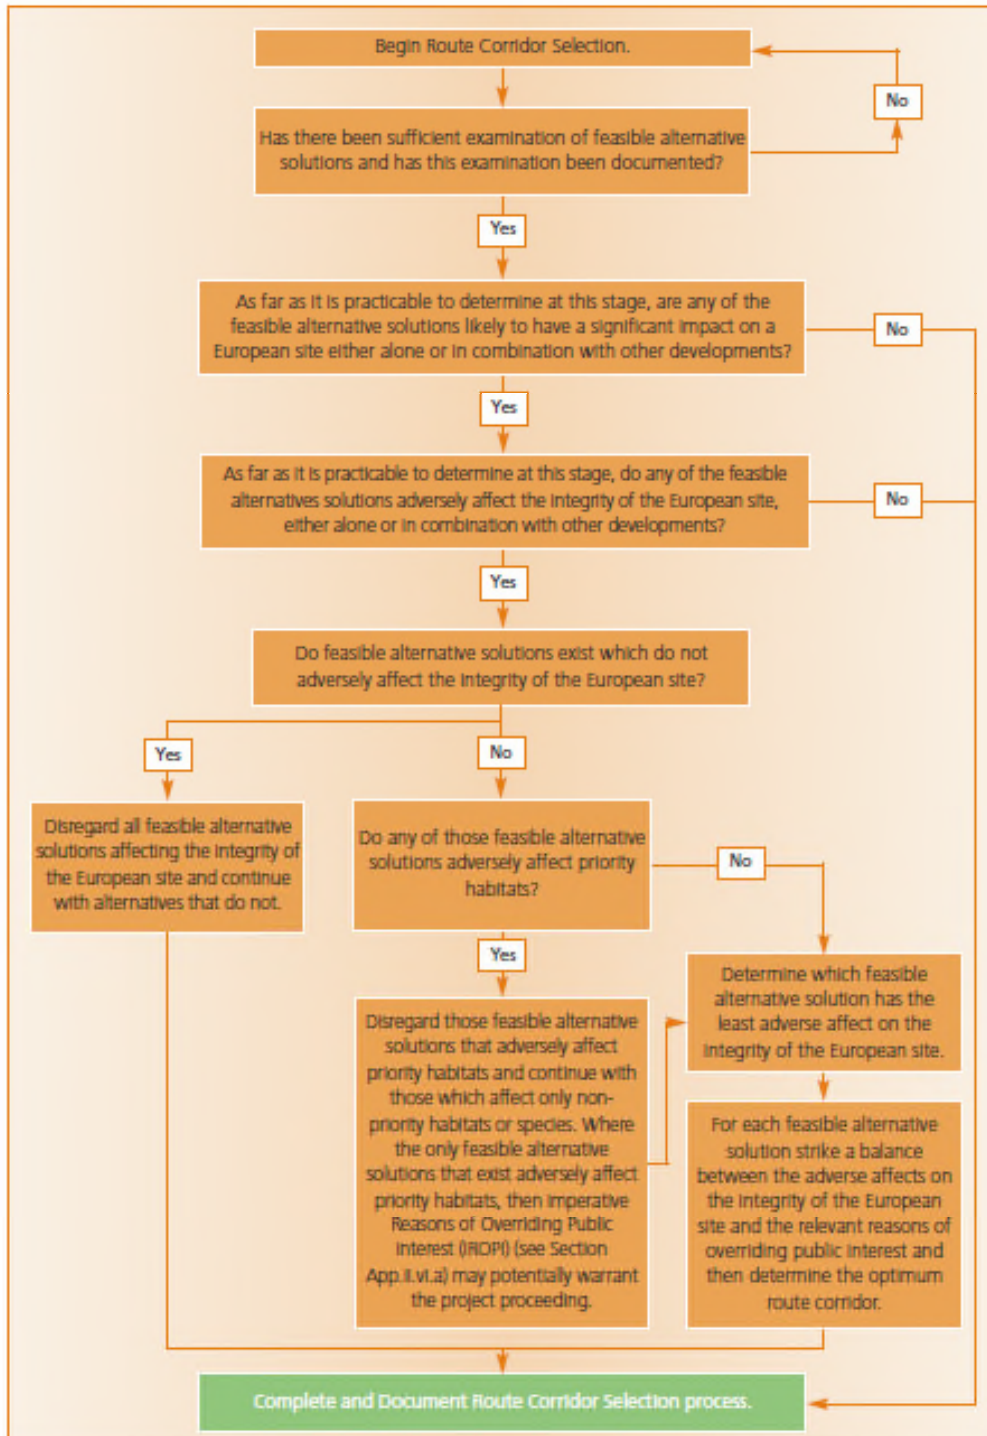 Begin Route Corridor Selection.
No
Has there been sufficient examination of feasible alternative
solutions and has this examination been documented?
Yes
As far as it is practicable to determine at this stage, are any of the
feasible alternative solutions likely to have a significant impact on a
European site either alone or in combination with other developments?
No
Yes
As far as it is practicable to determine at this stage, do any of the feasible
alternatives solutions adversely affect the integrity of the European site,
either alone or in combination with other developments?
No
Yes
Do feasible alternative solutions exist which do not
adversely affect the integrity of the European site?
Yes
No
Disregard all feasible alternative
solutions affecting the integrity of
the European site and continue
with alternatives that do not.
Do any of those feasible alternative
solutions adversely affect priority
habitats?
No
Yes
Disregard those feasible alternative
solutions that adversely affect
priority habitats and continue with
those which affect only non-
priority habitats or species. Where
the only feasible alternative
solutions that exist adversely affect
priority habitats, then Imperative
Reasons of Overriding Public
Interest (IROPI) (see Section
App.II.vi.a) may potentially warrant
the project proceeding.
Determine which feasible
alternative solution has the
least adverse affect on the
integrity of the European site.
For each feasible alternative
solution strike a balance
between the adverse affects on
the integrity of the European
site and the relevant reasons of
overriding public interest and
then determine the optimum
route corridor.
Complete and Document Route Corridor Selection process.